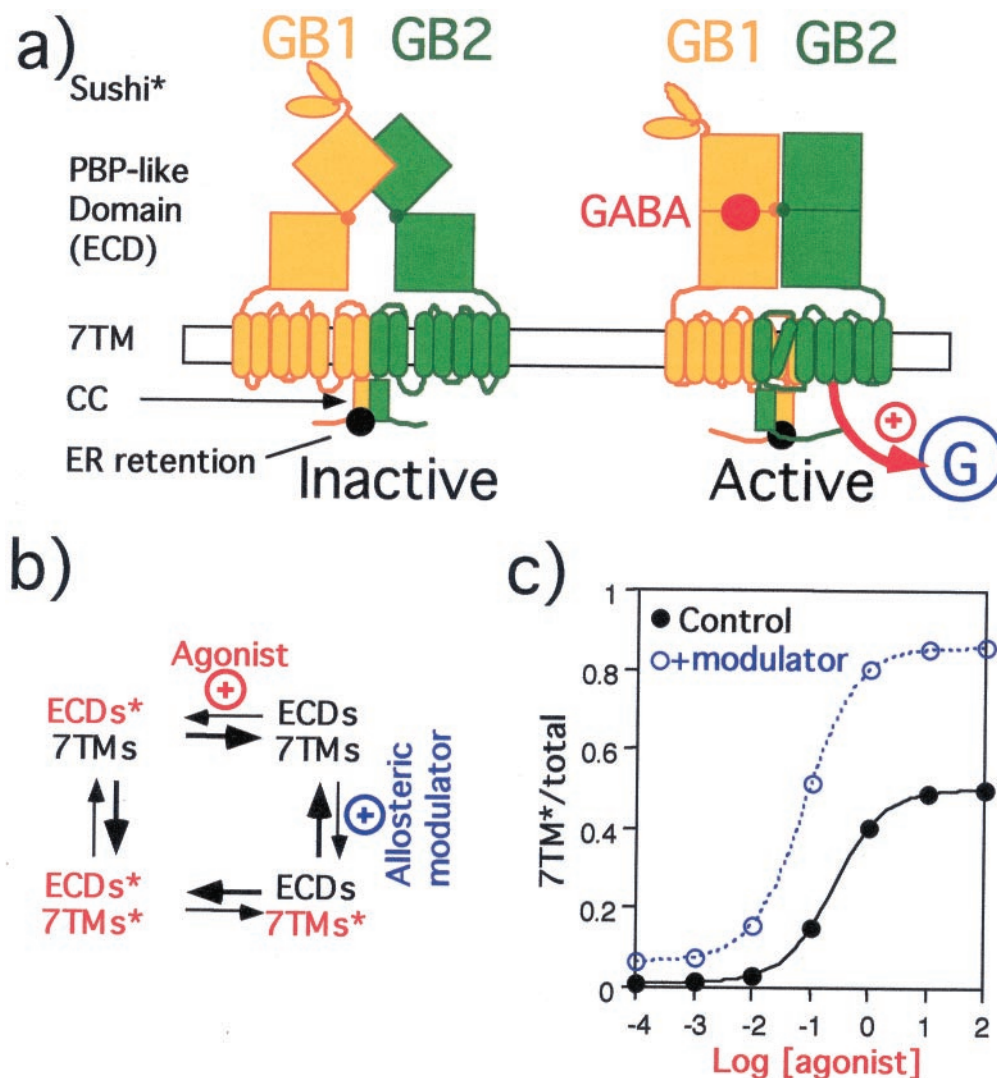 a)
GB1 GB2
GB1 GB2
Sushi*
PBP-like
Domain
(ECD)
GABA
7TM
CC
ER retention
Inactive
Active
+
G
b)
Agonist
+
ECDs*
7TMs
ECDs
7TMs
+
Allosteric
modulator
ECDs*
7TMs*
ECDs
7TMs*
c)
1
0.8
0.6
0.4
0.2
0
7TM*/total
Control
+modulator
-4 -3 -2 -1 0 1 2
Log [agonist]